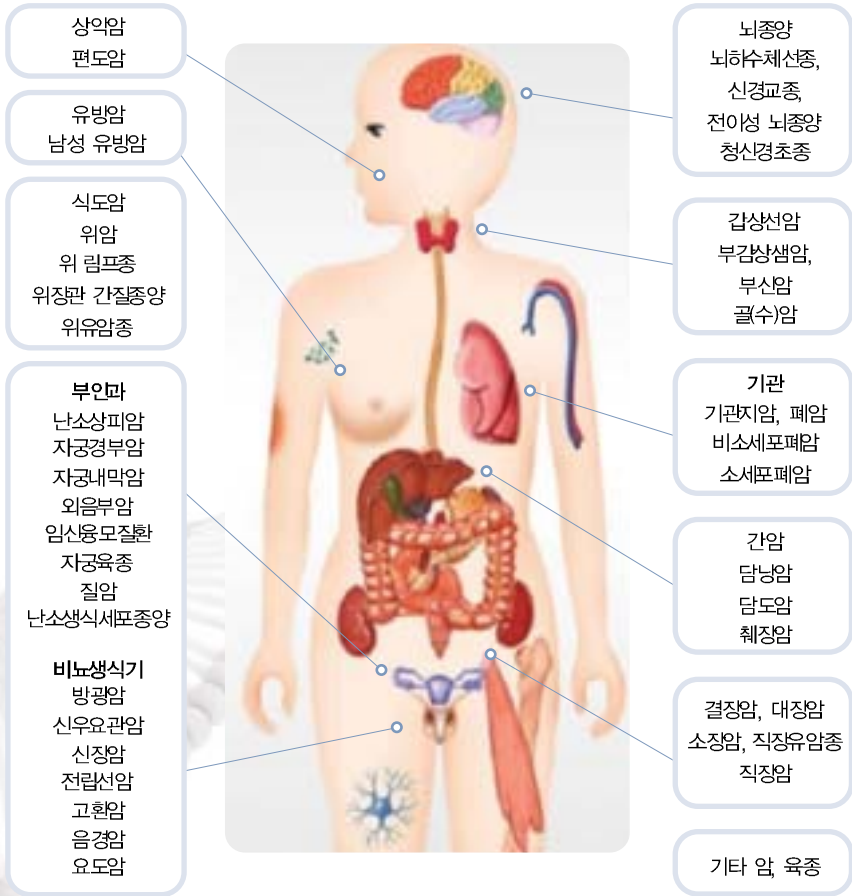 상악암
편도암
유방암
남성 유방암
식도암
위암
위 림프종
위장관 간질종양
위유암종
부인과
난소상피암
자궁경부암
자궁내막암
외음부암
임신융모질환
자궁육종
질암
난소생식세포종양
비뇨생식기
방광암
신우요관암
신장암
전립선암
고환암
음경암
요도암
뇌종양
뇌하수체선종,
신경교종,
전이성 뇌종양
청신경초종
갑상선암
부갑상샘암,
부신암
골(수)암
기관
기관지암, 폐암
비소세포폐암
소세포폐암
간암
담낭암
담도암
췌장암
결장암, 대장암
소장암, 직장유암종
직장암
기타 암, 육종